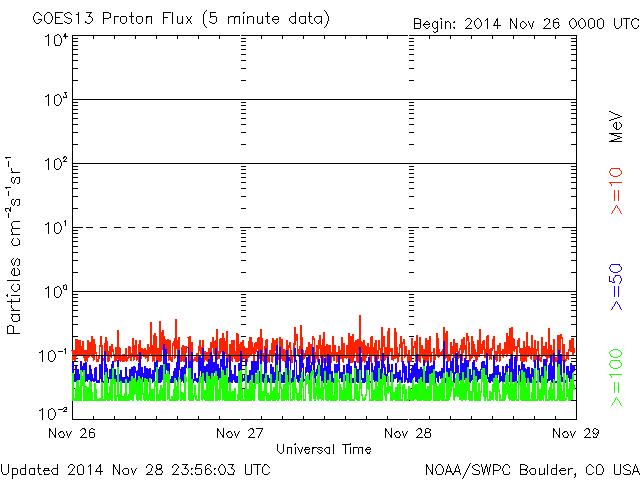 GOES13 Proton Flux (5 minute data)
Begin: 2014 Nov 26 0000 UTC
Particles cm⁻²s⁻¹sr⁻¹
10⁴
10³
10²
10¹
10⁰
10⁻¹
10⁻²
Nov 26
Nov 27
Nov 28
Nov 29
Universal Time
>=10
>=50
>=100
MeV
Updated 2014 Nov 28 23:56:03 UTC
NOAA/SWPC Boulder, CO USA